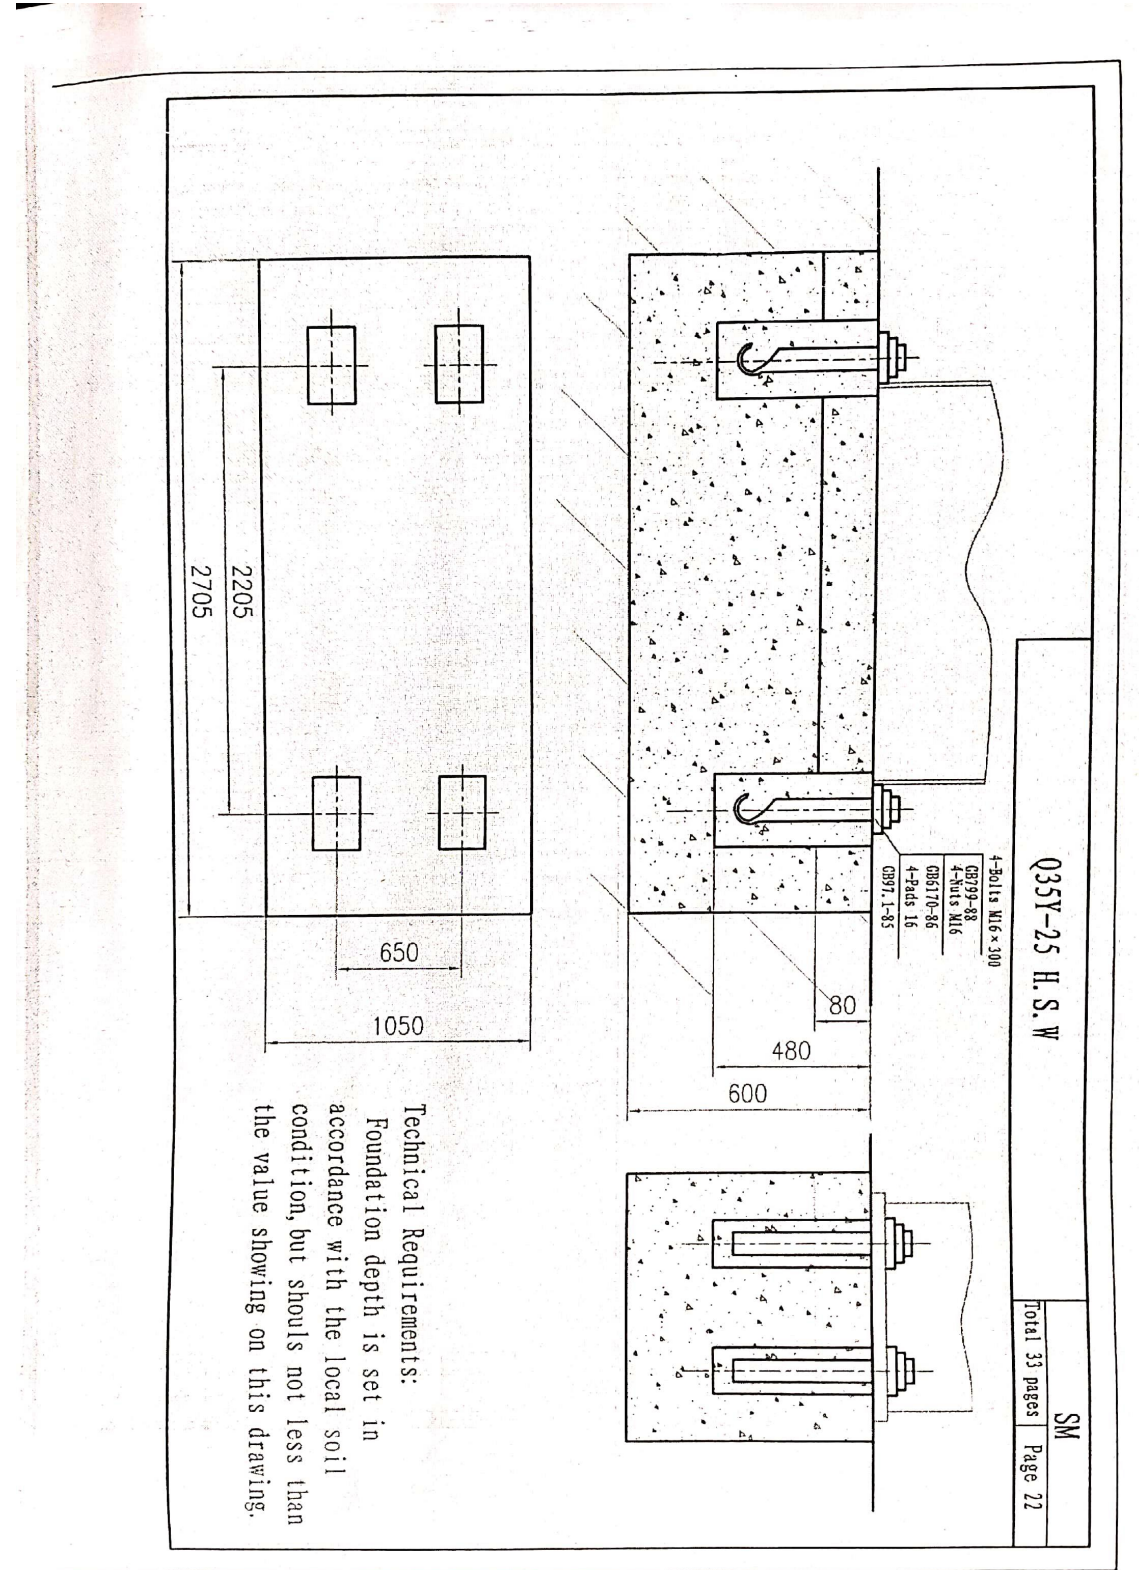 Q35Y-25 H.S.W
SM
Total 33 pages
Page 22
4-Bolts M16×300
GB799-88
4-Nuts M16
GB6170-86
4-Pads 16
GB97.1-85
80
480
600
650
1050
2205
2705
Technical Requirements:
Foundation depth is set in
accordance with the local soil
condition,but shouls not less than
the value showing on this drawing.